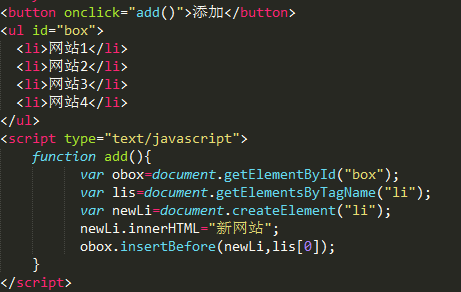 <button onclick="add()">添加</button>
<ul id="box">
  <li>网站1</li>
  <li>网站2</li>
  <li>网站3</li>
  <li>网站4</li>
</ul>
<script type="text/javascript">
    function add(){
            var obox=document.getElementById("box");
            var lis=document.getElementsByTagName("li");
            var newLi=document.createElement("li");
            newLi.innerHTML="新网站";
            obox.insertBefore(newLi,lis[0]);
    }
</script>